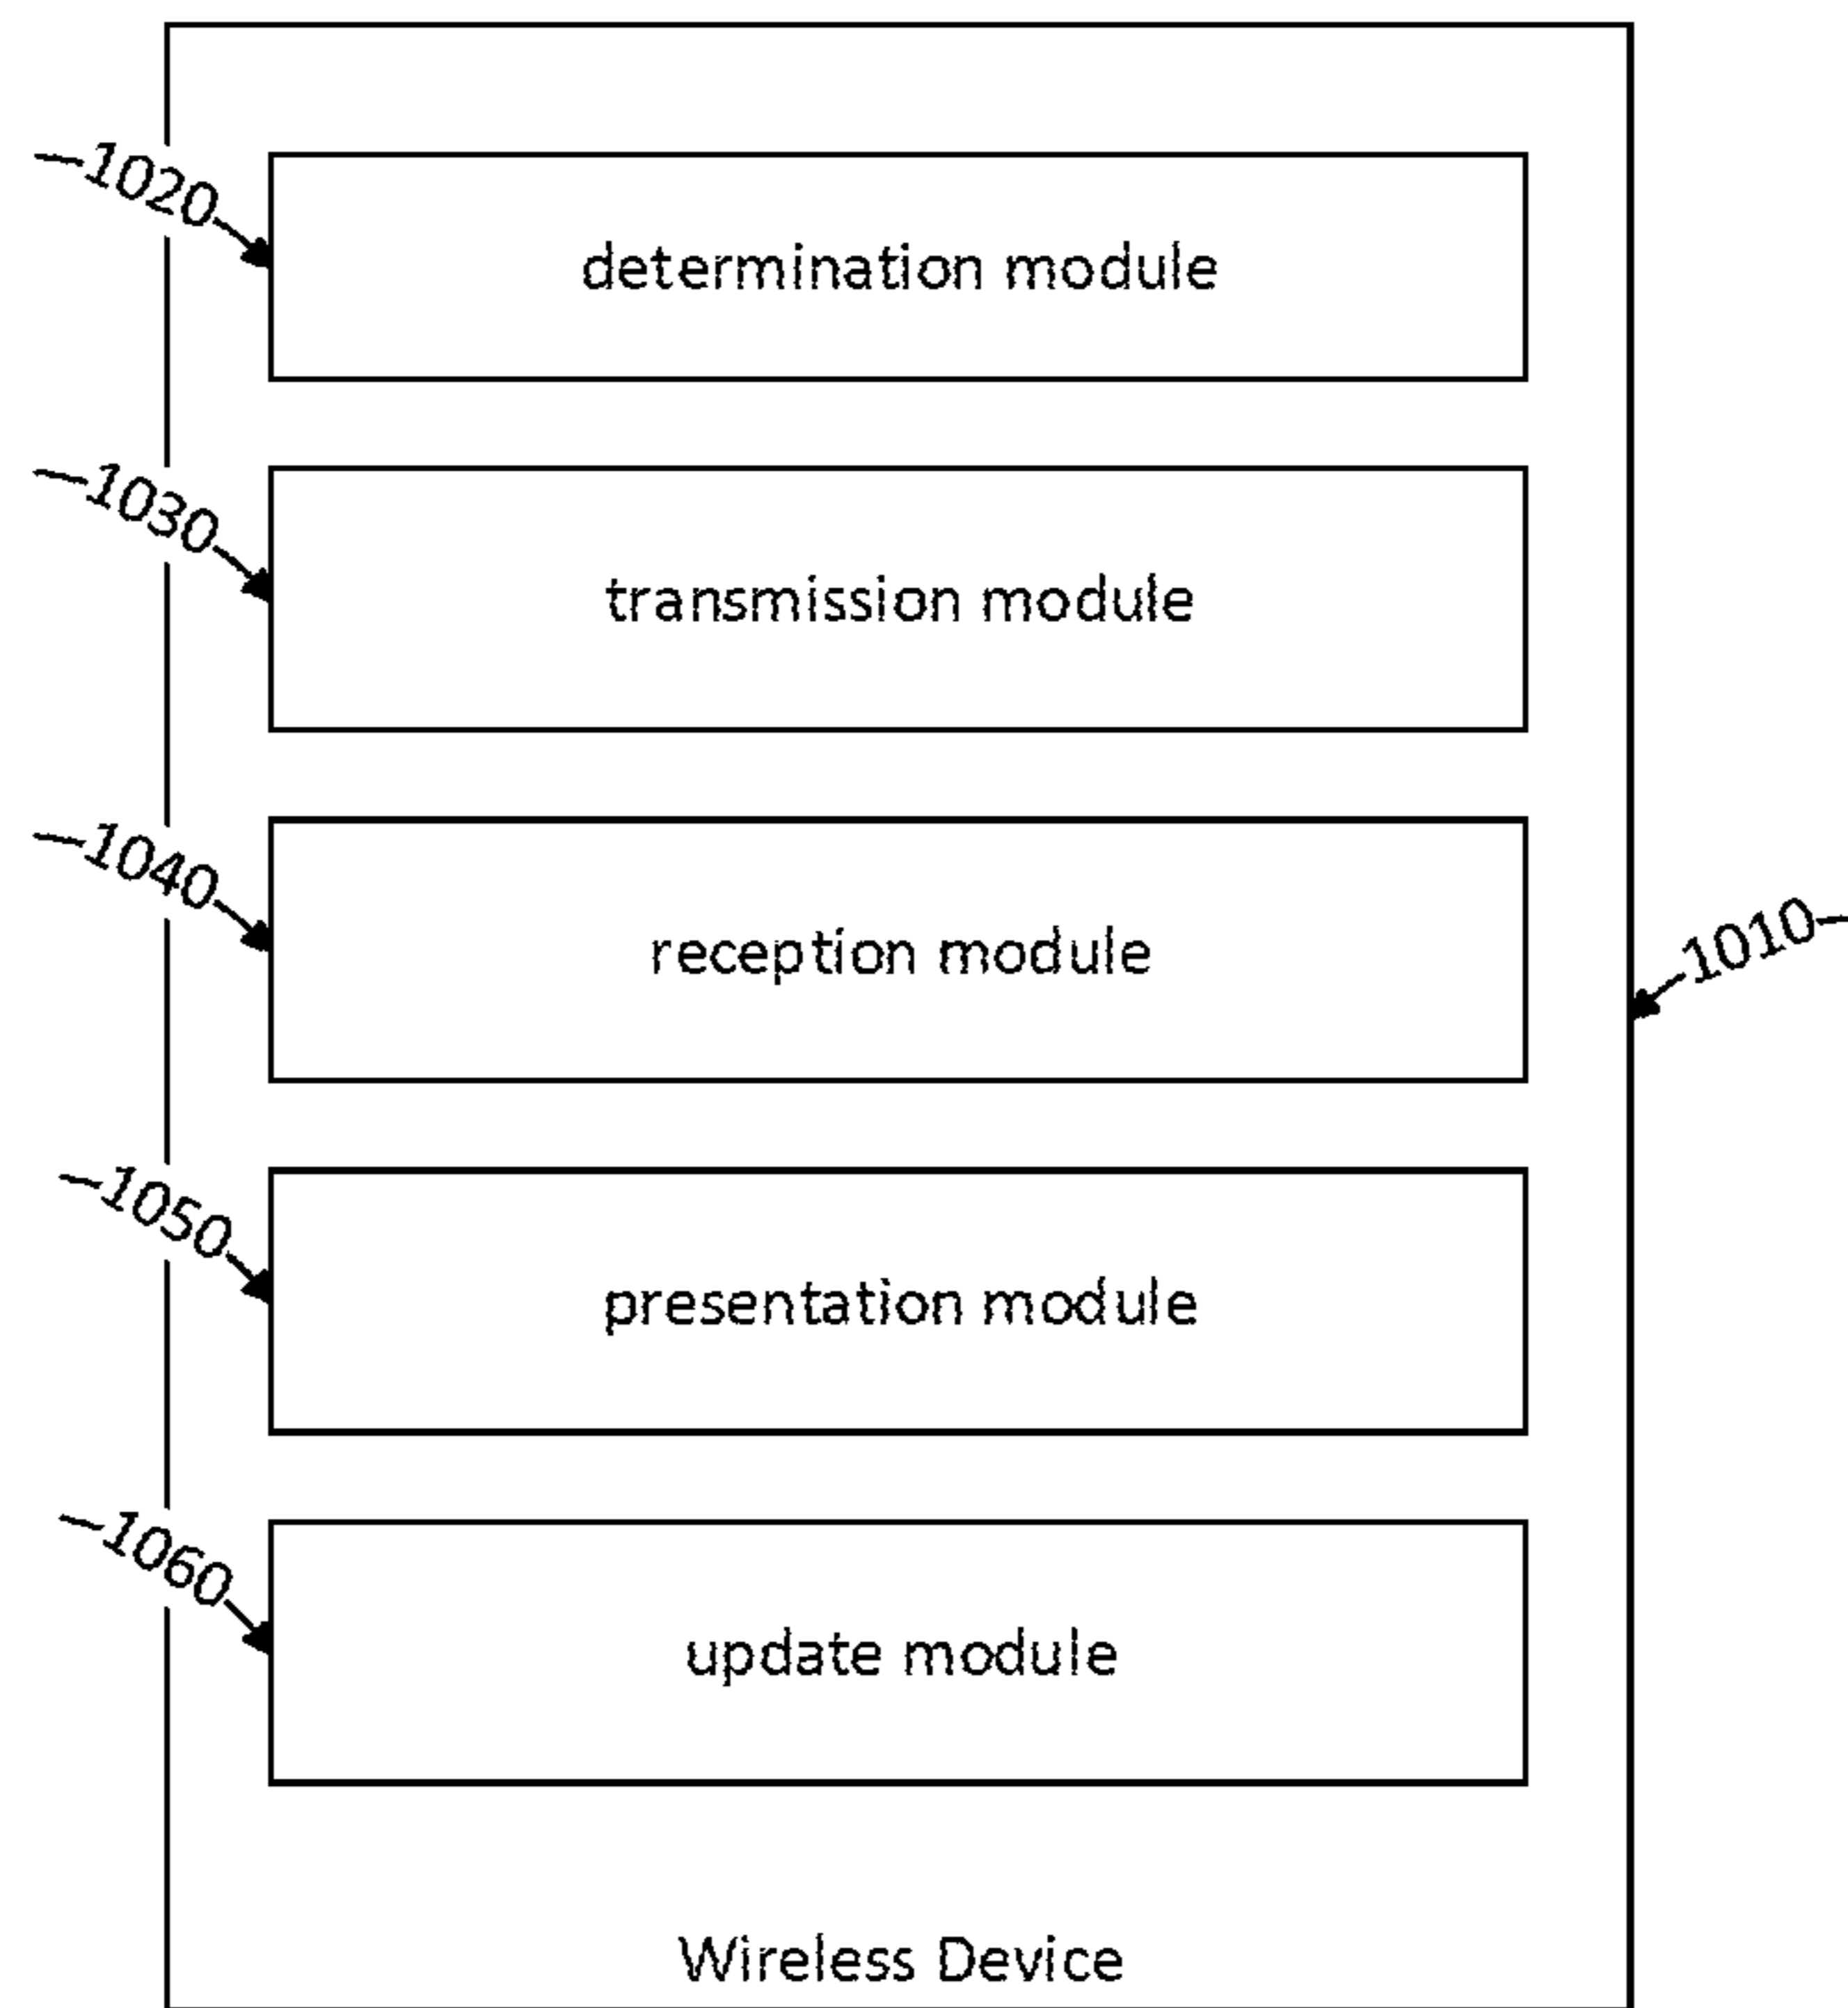 1020
determination module
1030
transmission module
1040
reception module
1010
1050
presentation module
1060
update module
Wireless Device